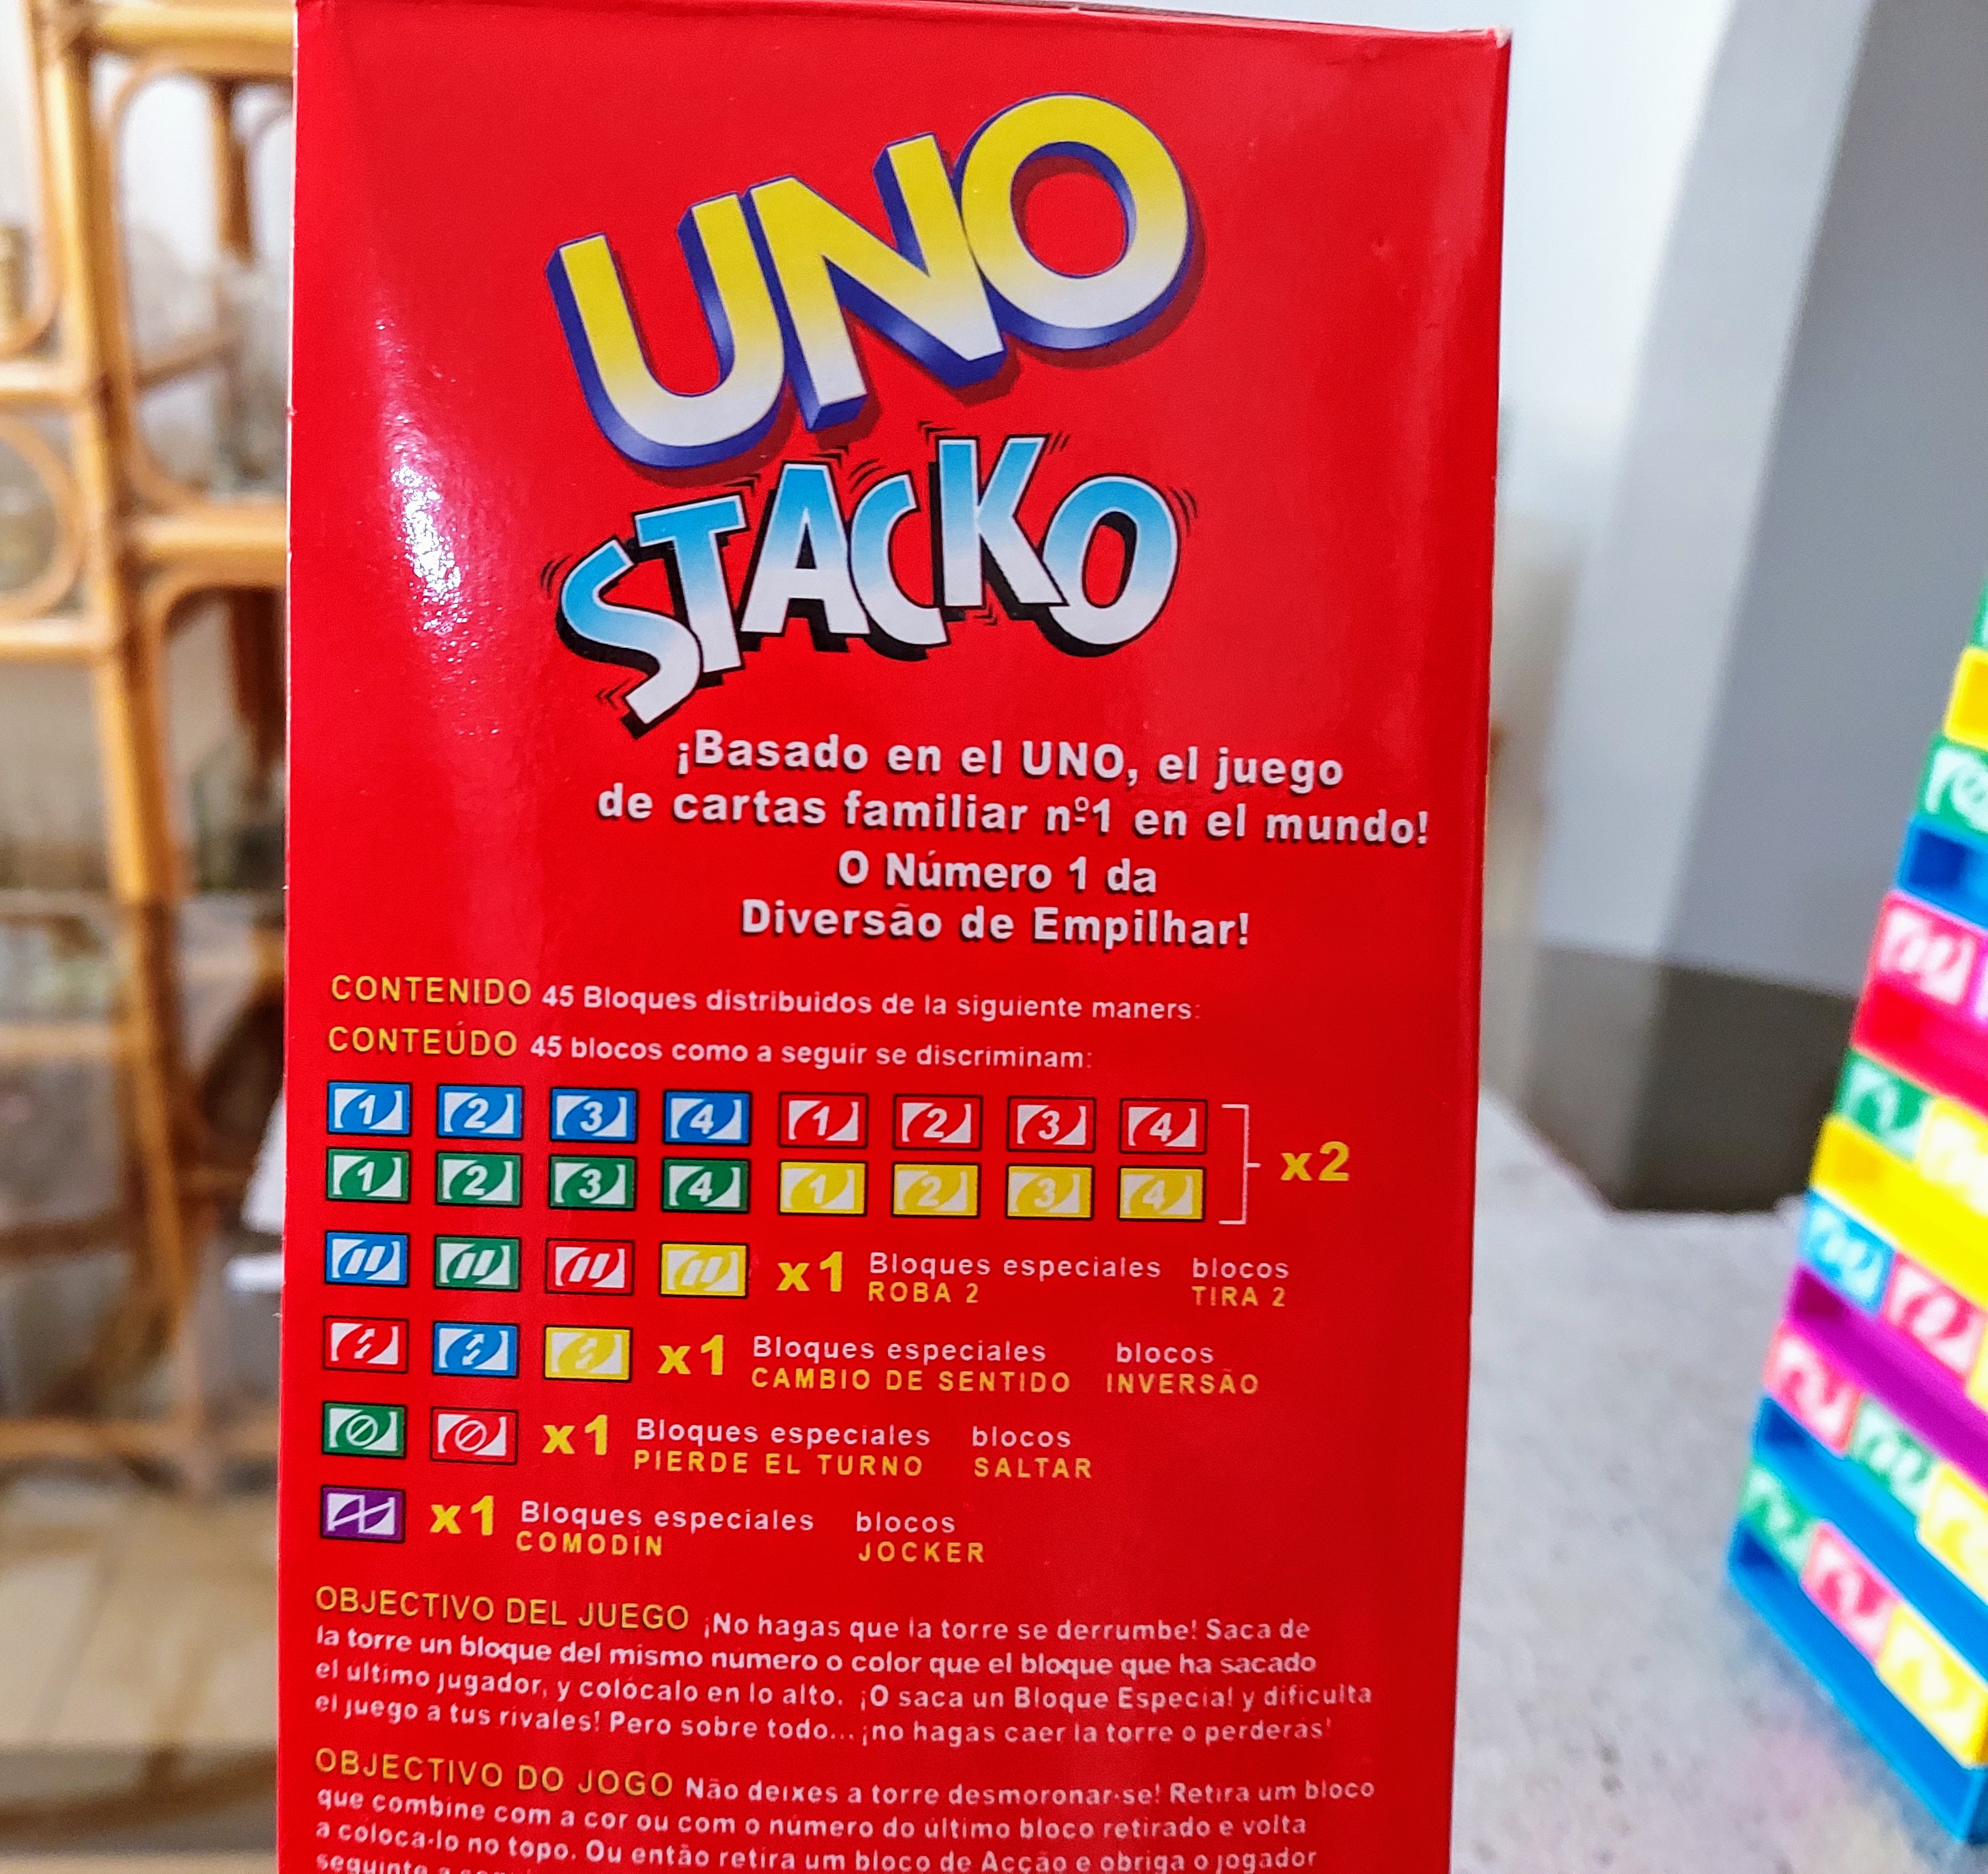 UNO
STACKO
¡Basado en el UNO, el juego
de cartas familiar nº1 en el mundo!
O Número 1 da
Diversão de Empilhar!
CONTENIDO 45 Bloques distribuidos de la siguiente maners:
CONTEÚDO 45 blocos como a seguir se discriminam:
1 2 3 4 1 2 3 4
1 2 3 4 1 2 3 4
x2
x1 Bloques especiales blocos
ROBA 2 TIRA 2
x1 Bloques especiales blocos
CAMBIO DE SENTIDO INVERSÃO
x1 Bloques especiales blocos
PIERDE EL TURNO SALTAR
x1 Bloques especiales blocos
COMODÍN JOCKER
OBJECTIVO DEL JUEGO ¡No hagas que la torre se derrumbe! Saca de
la torre un bloque del mismo número o color que el bloque que ha sacado
el último jugador, y colócalo en lo alto. ¡O saca un Bloque Especial y dificulta
el juego a tus rivales! Pero sobre todo... ¡no hagas caer la torre o perderás!
OBJECTIVO DO JOGO Não deixes a torre desmoronar-se! Retira um bloco
que combine com a cor ou com o número do último bloco retirado e volta
a colocá-lo no topo. Ou então retira um bloco de Acção e obriga o jogador
seguinte a